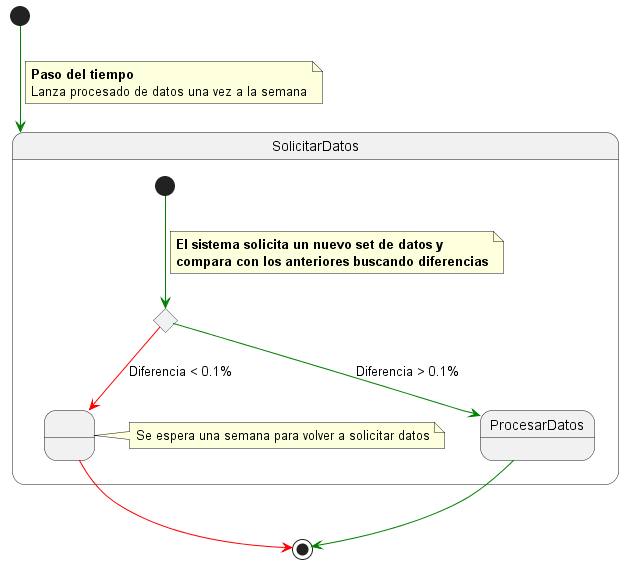 Paso del tiempo
Lanza procesado de datos una vez a la semana
SolicitarDatos
El sistema solicita un nuevo set de datos y
compara con los anteriores buscando diferencias
Diferencia < 0.1%
Diferencia > 0.1%
Se espera una semana para volver a solicitar datos
ProcesarDatos